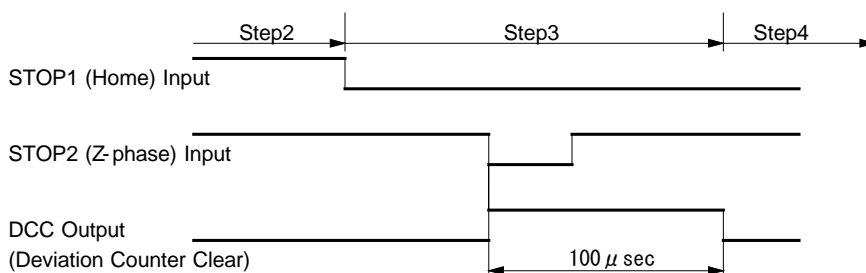 Step2 Step3 Step4
STOP1 (Home) Input
STOP2 (Z-phase) Input
DCC Output
(Deviation Counter Clear)
100 μ sec